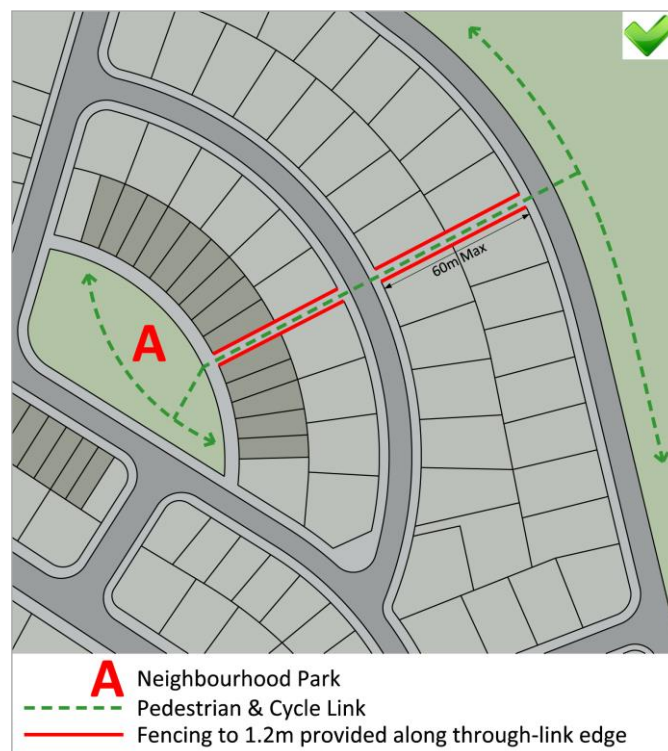 60m Max
A
A Neighbourhood Park
Pedestrian & Cycle Link
Fencing to 1.2m provided along through-link edge